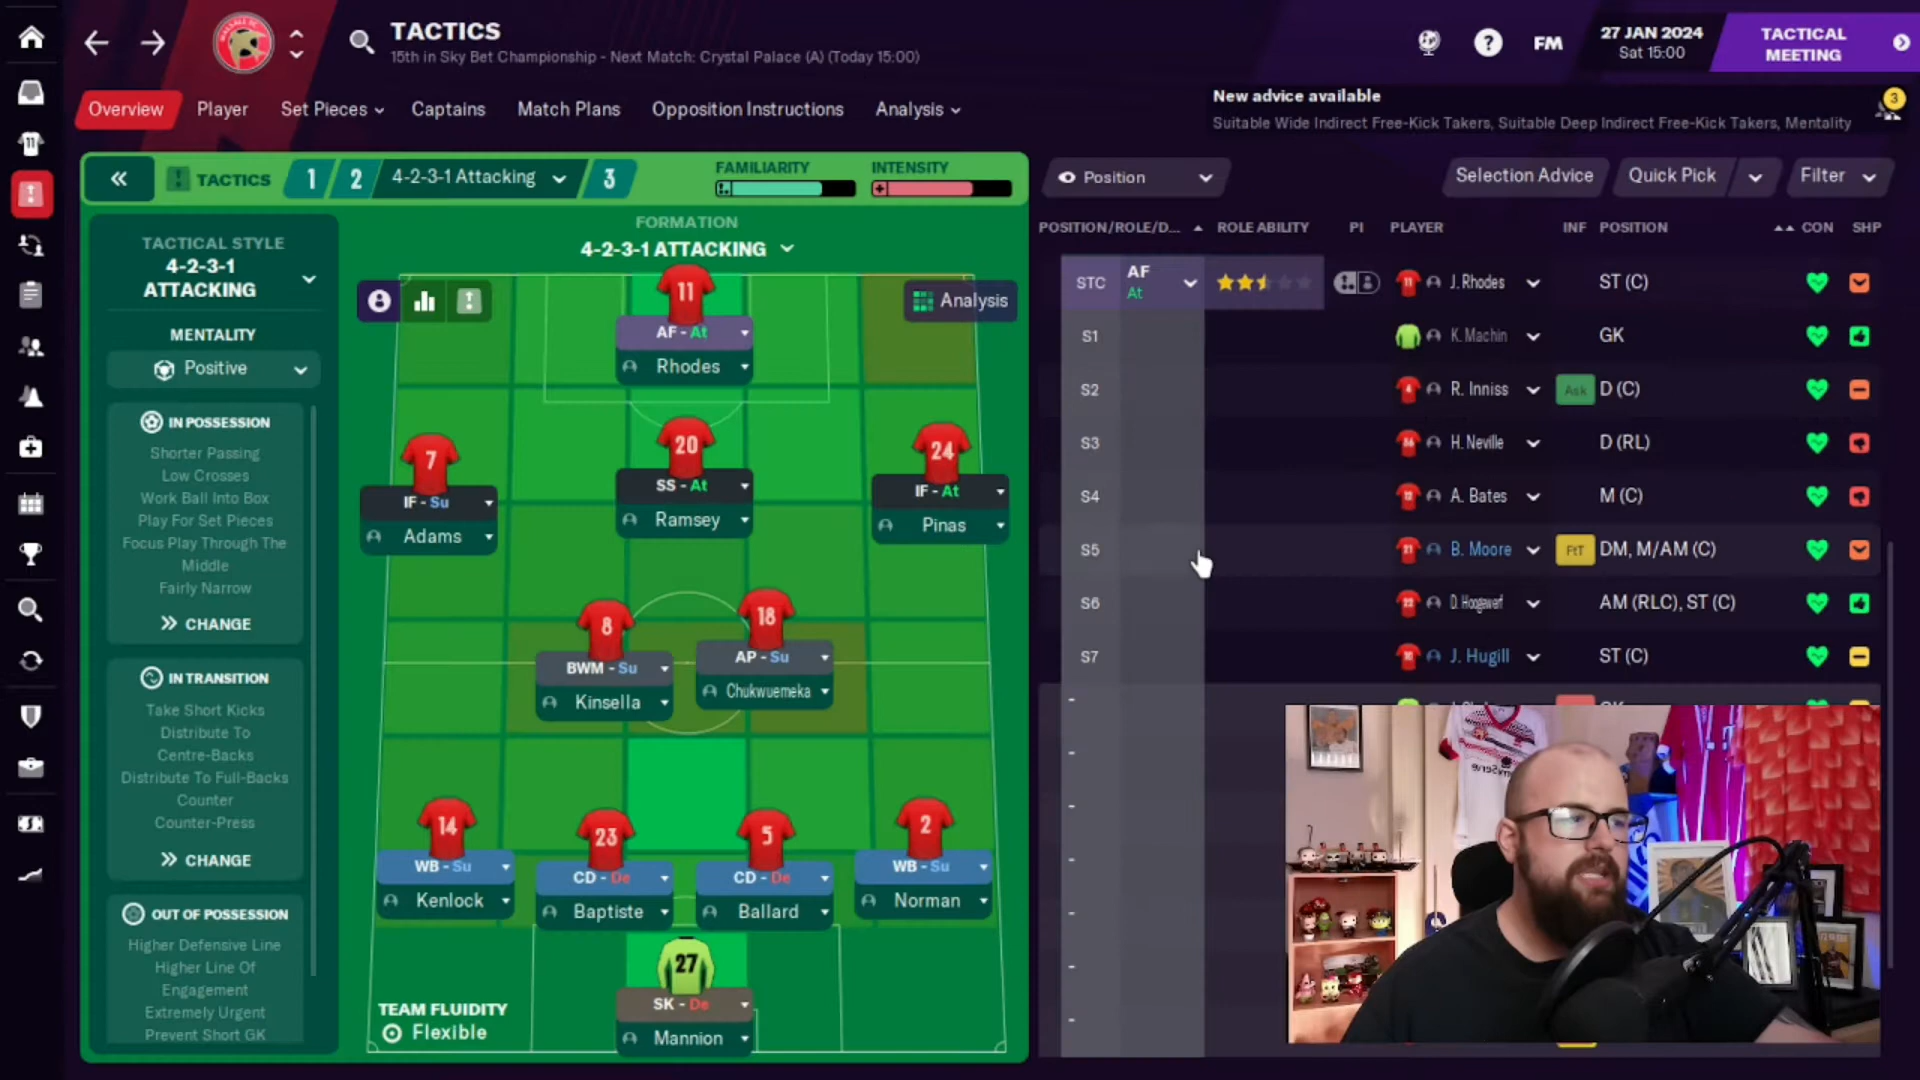 TACTICS
15th in Sky Bet Championship - Next Match: Crystal Palace (A) (Today 15:00)
FM
27 JAN 2024
Sat 15:00
TACTICAL
MEETING
Overview
Player
Set Pieces
Captains
Match Plans
Opposition Instructions
Analysis
New advice available
Suitable Wide Indirect Free-Kick Takers, Suitable Deep Indirect Free-Kick Takers, Mentality
3
TACTICS
1
2
4-2-3-1 Attacking
3
FAMILIARITY
INTENSITY
TACTICAL STYLE
4-2-3-1
ATTACKING
MENTALITY
Positive
IN POSSESSION
Shorter Passing
Low Crosses
Work Ball Into Box
Play For Set Pieces
Focus Play Through The
Middle
Fairly Narrow
CHANGE
IN TRANSITION
Take Short Kicks
Distribute To
Centre-Backs
Distribute To Full-Backs
Counter
Counter-Press
CHANGE
OUT OF POSSESSION
Higher Defensive Line
Higher Line Of
Engagement
Extremely Urgent
Prevent Short GK
FORMATION
4-2-3-1 ATTACKING
Analysis
11
AF - At
Rhodes
7
IF - Su
Adams
20
SS - At
Ramsey
24
IF - At
Pinas
8
BWM - Su
Kinsella
18
AP - Su
Chukwuemeka
14
WB - Su
Kenlock
23
CD - De
Baptiste
5
CD - De
Ballard
2
WB - Su
Norman
27
SK - De
Mannion
TEAM FLUIDITY
Flexible
Position
Selection Advice
Quick Pick
Filter
POSITION/ROLE/D...
ROLE ABILITY
PI
PLAYER
INF
POSITION
CON
SHP
STC
AF
At
J. Rhodes
ST (C)
S1
K. Machin
GK
S2
R. Inniss
Ask
D (C)
S3
H. Neville
D (RL)
S4
A. Bates
M (C)
S5
B. Moore
FtT
DM, M/AM (C)
S6
D. Hoogewerf
AM (RLC), ST (C)
S7
J. Hugill
ST (C)